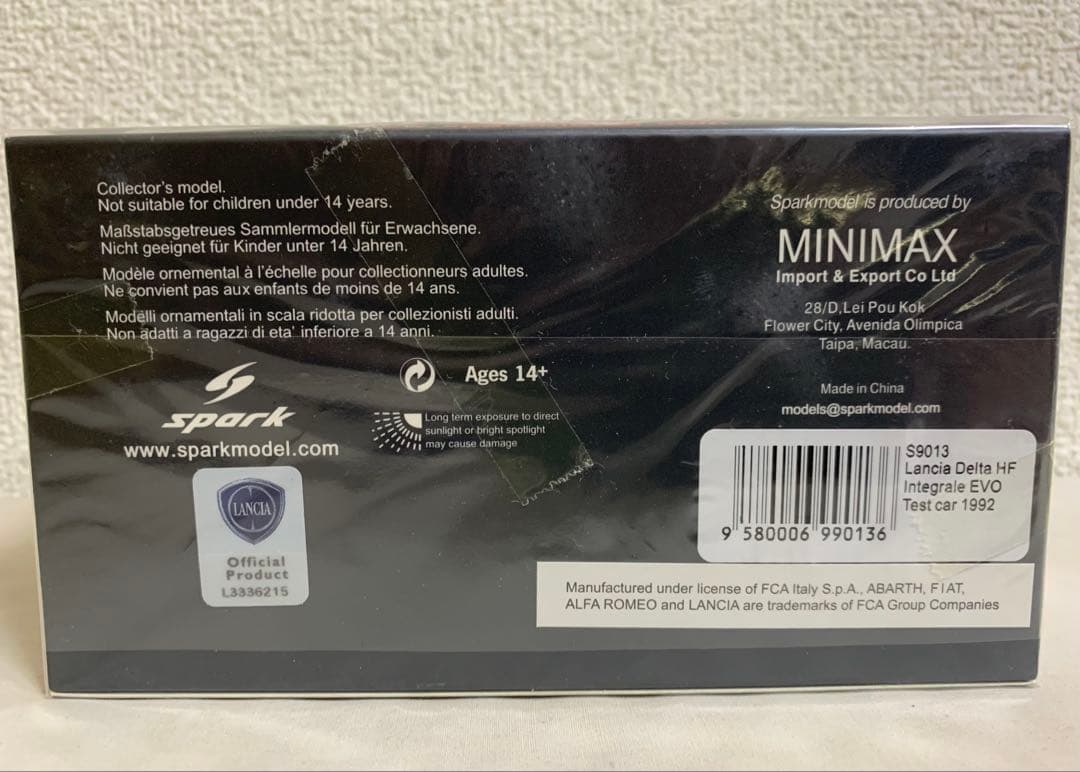 Collector's model.
Not suitable for children under 14 years.
Maßstabsgetreues Sammlermodell für Erwachsene.
Nicht geeignet für Kinder unter 14 Jahren.
Modèle ornemental à l'échelle pour collectionneurs adultes.
Ne convient pas aux enfants de moins de 14 ans.
Modelli ornamentali in scala ridotta per collezionisti adulti.
Non adatti a ragazzi di eta' inferiore a 14 anni.
spark
www.sparkmodel.com
Ages 14+
Long term exposure to direct
sunlight or bright spotlight
may cause damage
LANCIA
Official
Product
L3336215
Sparkmodel is produced by
MINIMAX
Import & Export Co Ltd
28/D,Lei Pou Kok
Flower City, Avenida Olimpica
Taipa, Macau.
Made in China
models@sparkmodel.com
S9013
Lancia Delta HF
Integrale EVO
Test car 1992
9 580006 990136
Manufactured under license of FCA Italy S.p.A., ABARTH, FIAT,
ALFA ROMEO and LANCIA are trademarks of FCA Group Companies